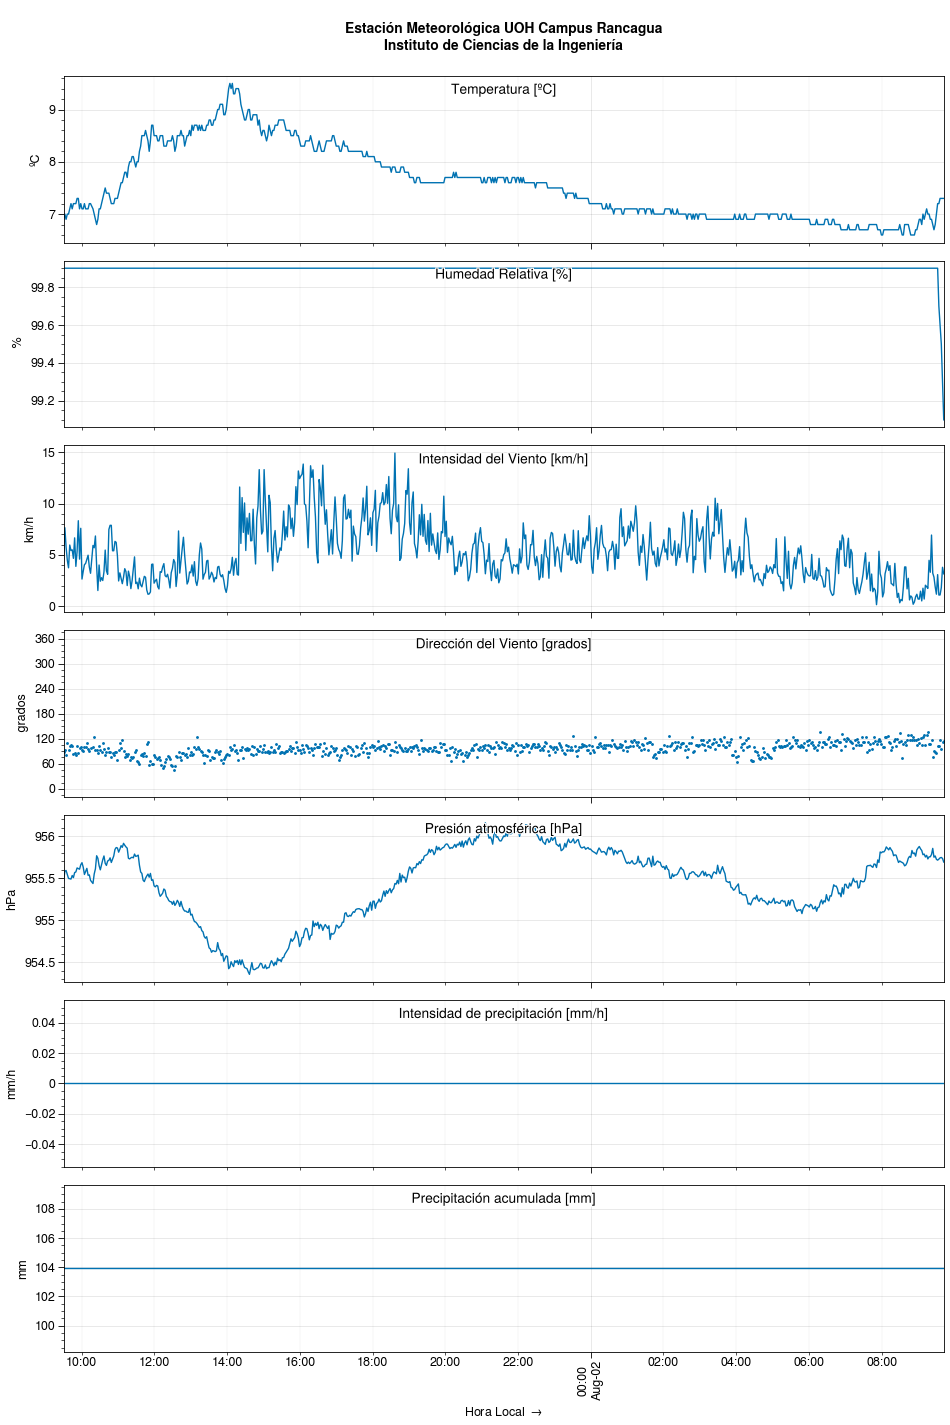 Estación Meteorológica UOH Campus Rancagua
Instituto de Ciencias de la Ingeniería
Temperatura [ºC]
9
8
7
ºC
Humedad Relativa [%]
99.8
99.6
99.4
99.2
%
Intensidad del Viento [km/h]
15
10
5
0
km/h
Dirección del Viento [grados]
360
300
240
180
120
60
0
grados
Presión atmosférica [hPa]
956
955.5
955
954.5
hPa
Intensidad de precipitación [mm/h]
0.04
0.02
0
−0.02
−0.04
mm/h
Precipitación acumulada [mm]
108
106
104
102
100
mm
10:00 12:00 14:00 16:00 18:00 20:00 22:00 00:00 02:00 04:00 06:00 08:00
Aug-02
Hora Local →